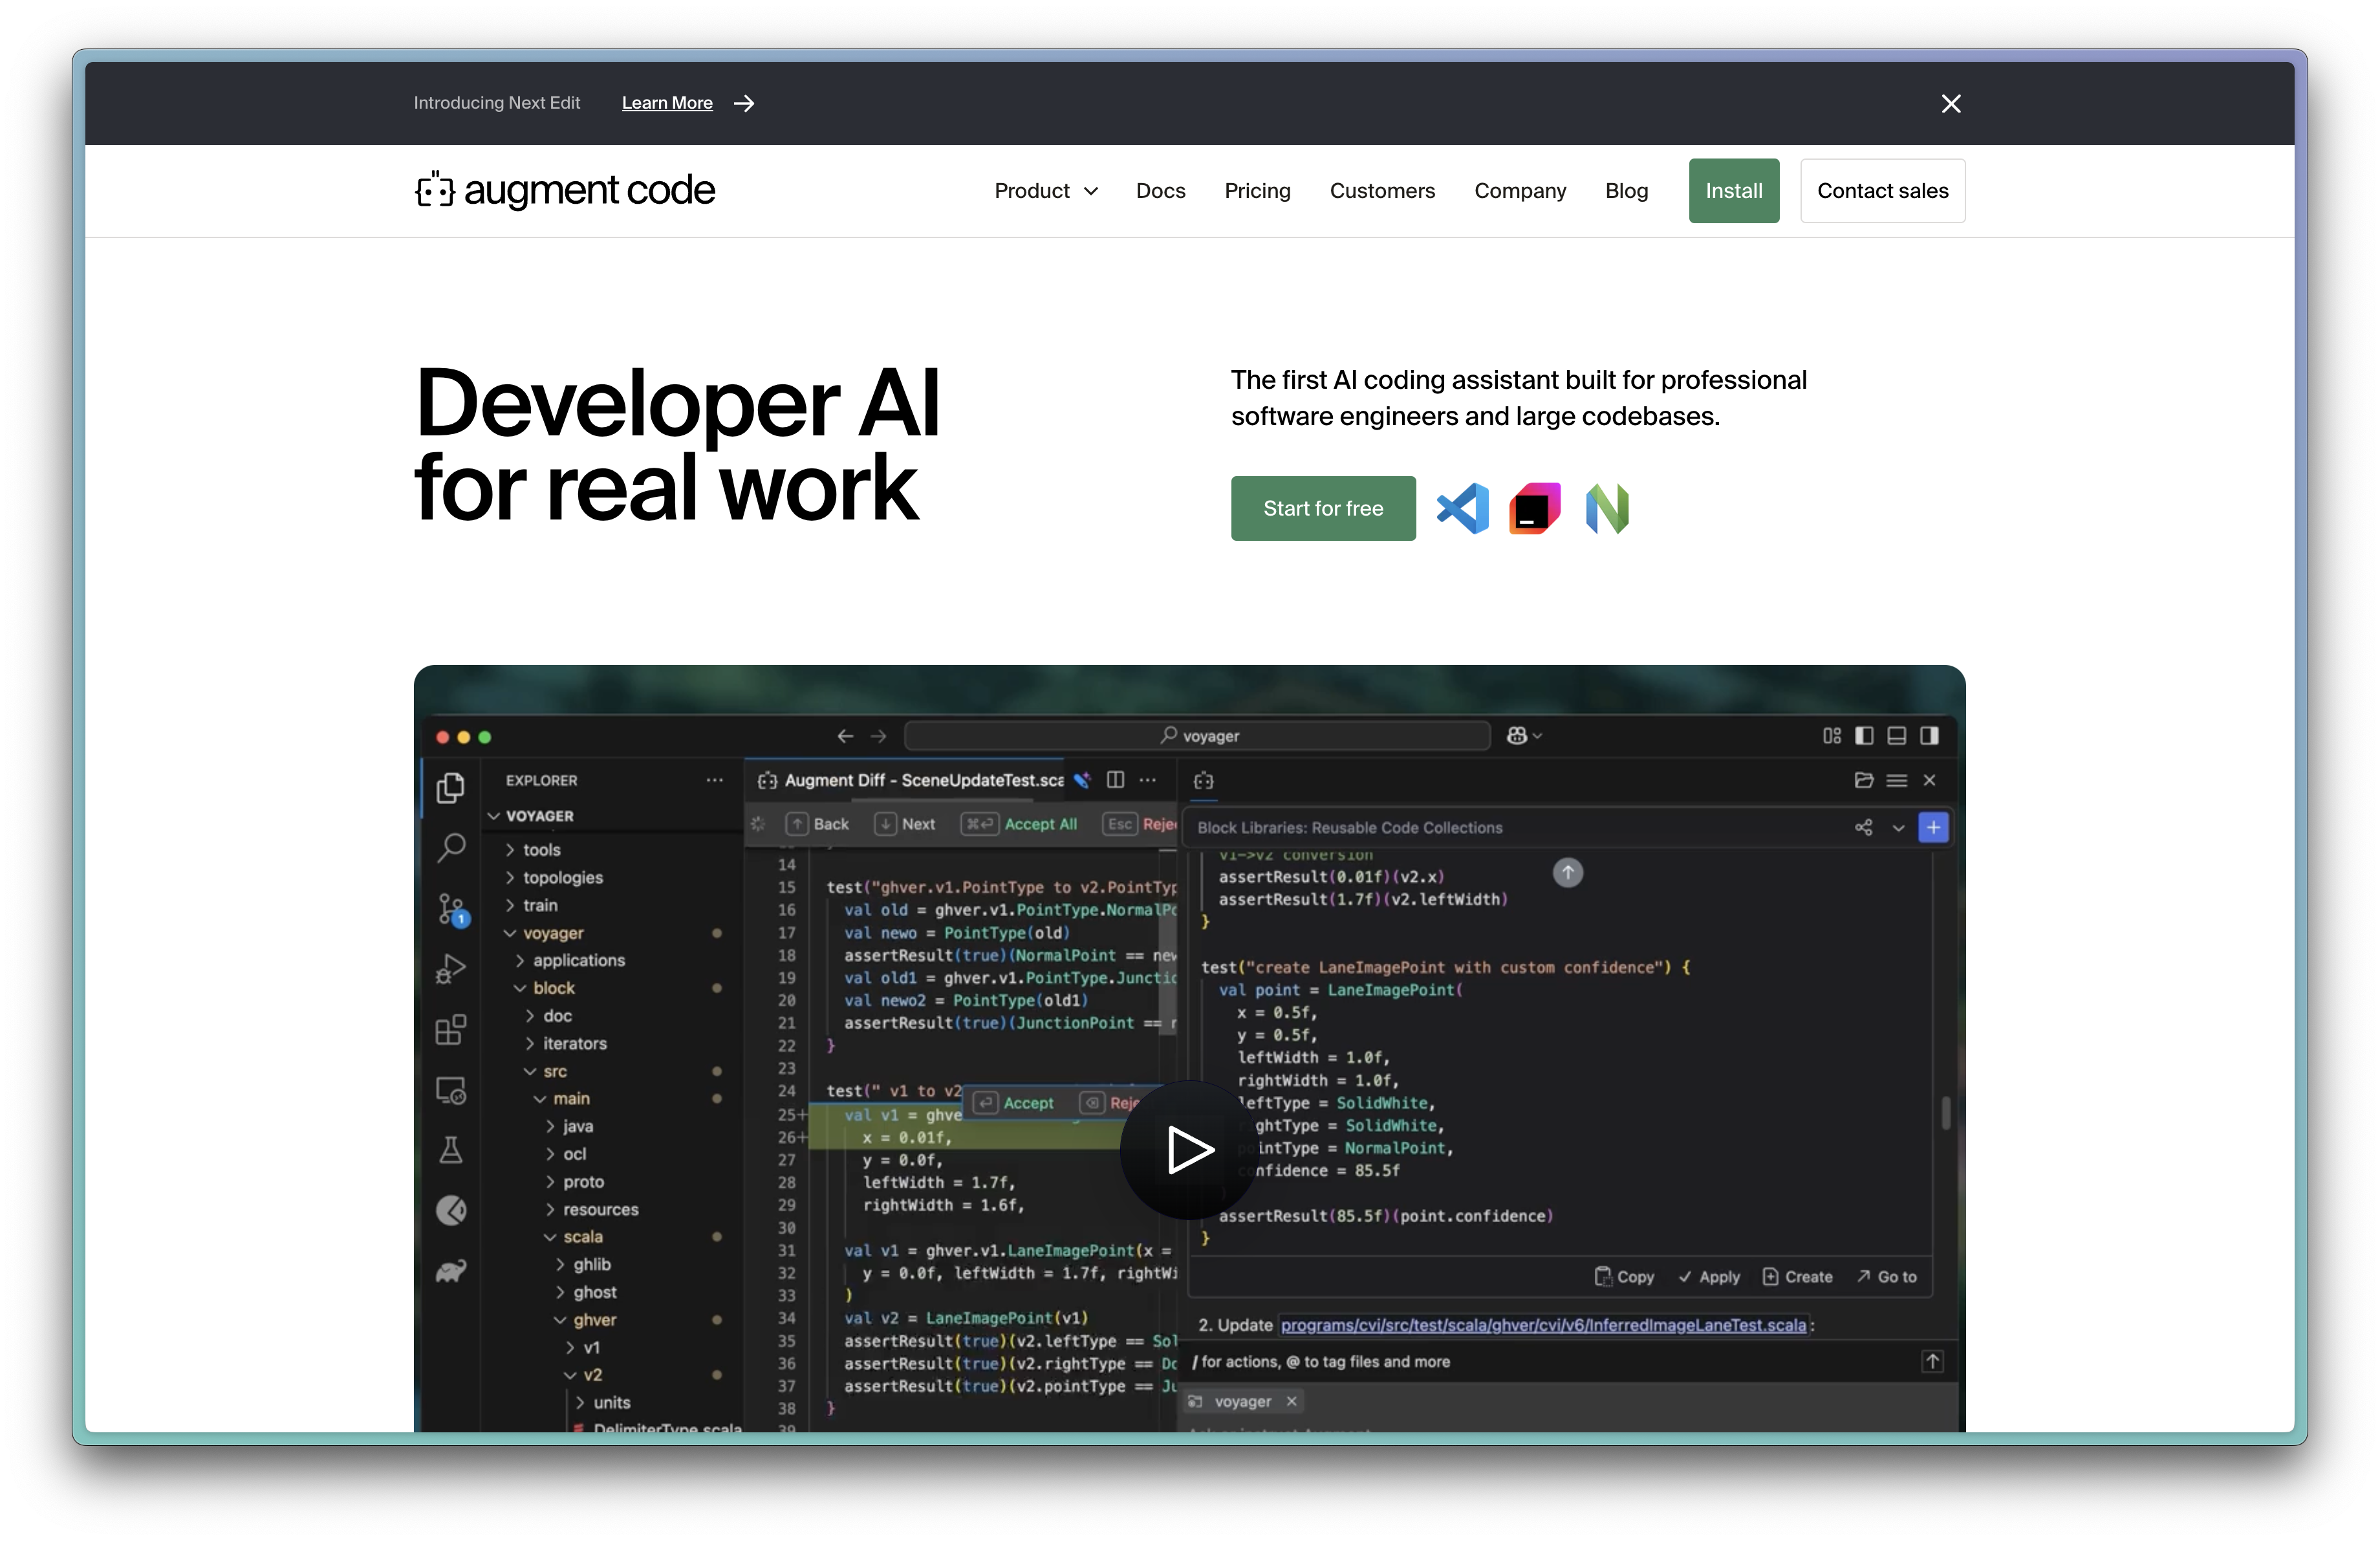 Introducing Next Edit Learn More
augment code Product Docs Pricing Customers Company Blog Install Contact sales
Developer AI
for real work
The first AI coding assistant built for professional
software engineers and large codebases.
Start for free
voyager
EXPLORER
VOYAGER
tools
topologies
train
voyager
applications
block
doc
iterators
src
main
java
ocl
proto
resources
scala
ghlib
ghost
ghver
v1
v2
units
DelimiterType.scala
1
Augment Diff - SceneUpdateTest.sca
Back Next Accept All Esc Reje
14
15 test("ghver.v1.PointType to v2.PointTyp
16 val old = ghver.v1.PointType.NormalPo
17 val newo = PointType(old)
18 assertResult(true)(NormalPoint == new
19 val old1 = ghver.v1.PointType.Junctio
20 val newo2 = PointType(old1)
21 assertResult(true)(JunctionPoint ==
22 }
23
24 test(" v1 to v2
Accept Reje
25+ val v1 = ghve
26+ x = 0.01f,
27 y = 0.0f,
28 leftWidth = 1.7f,
29 rightWidth = 1.6f,
30
31 val v1 = ghver.v1.LaneImagePoint(x =
32 y = 0.0f, leftWidth = 1.7f, rightWi
33 )
34 val v2 = LaneImagePoint(v1)
35 assertResult(true)(v2.leftType == Sol
36 assertResult(true)(v2.rightType == Do
37 assertResult(true)(v2.pointType == Ju
38 }
39
Block Libraries: Reusable Code Collections
v1->v2 conversion
assertResult(0.01f)(v2.x)
assertResult(1.7f)(v2.leftWidth)
}
test("create LaneImagePoint with custom confidence") {
val point = LaneImagePoint(
x = 0.5f,
y = 0.5f,
leftWidth = 1.0f,
rightWidth = 1.0f,
leftType = SolidWhite,
rightType = SolidWhite,
pointType = NormalPoint,
confidence = 85.5f
assertResult(85.5f)(point.confidence)
}
Copy Apply Create Go to
2. Update programs/cvi/src/test/scala/ghver/cvi/v6/InferredImageLaneTest.scala:
/ for actions, @ to tag files and more
voyager